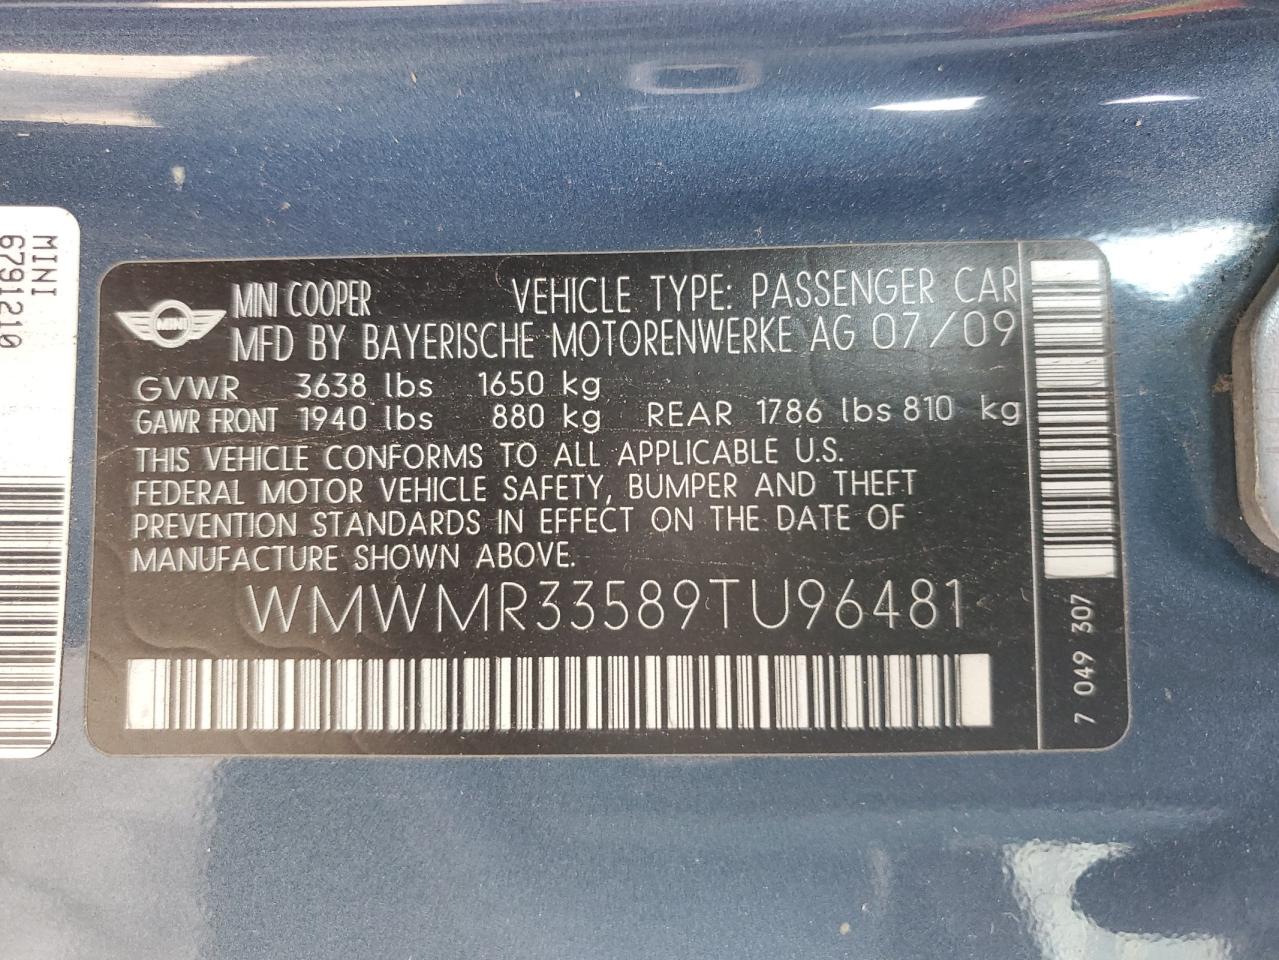 MINI
6791210
MINI
MINI COOPER VEHICLE TYPE: PASSENGER CAR
MFD BY BAYERISCHE MOTORENWERKE AG 07/09
GVWR 3638 lbs 1650 kg
GAWR FRONT 1940 lbs 880 kg REAR 1786 lbs 810 kg
THIS VEHICLE CONFORMS TO ALL APPLICABLE U.S.
FEDERAL MOTOR VEHICLE SAFETY, BUMPER AND THEFT
PREVENTION STANDARDS IN EFFECT ON THE DATE OF
MANUFACTURE SHOWN ABOVE.
WMWMR33589TU96481
7 049 307